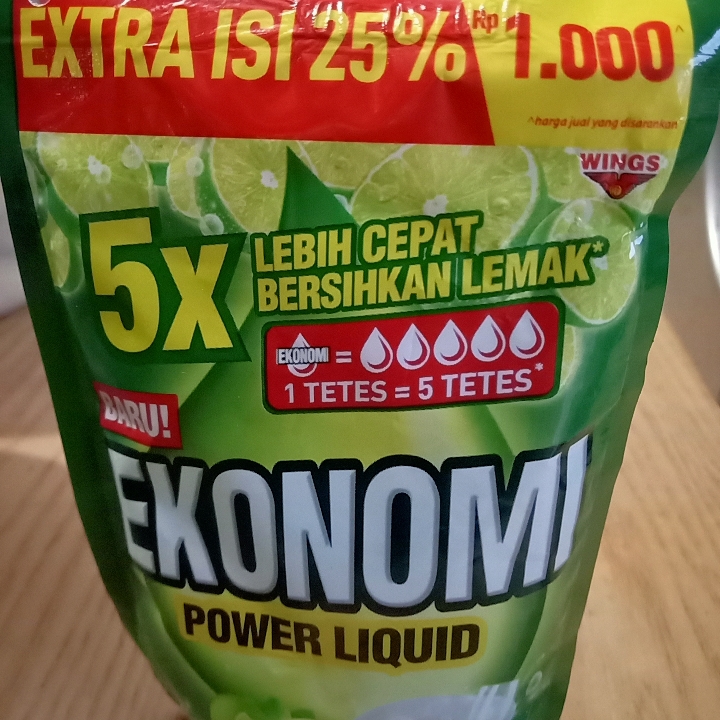 EXTRA ISI 25% Rp 1.000^
^harga jual yang disarankan
WINGS
5X LEBIH CEPAT
BERSIHKAN LEMAK*
EKONOMI =
1 TETES = 5 TETES*
BARU!
EKONOMI
POWER LIQUID